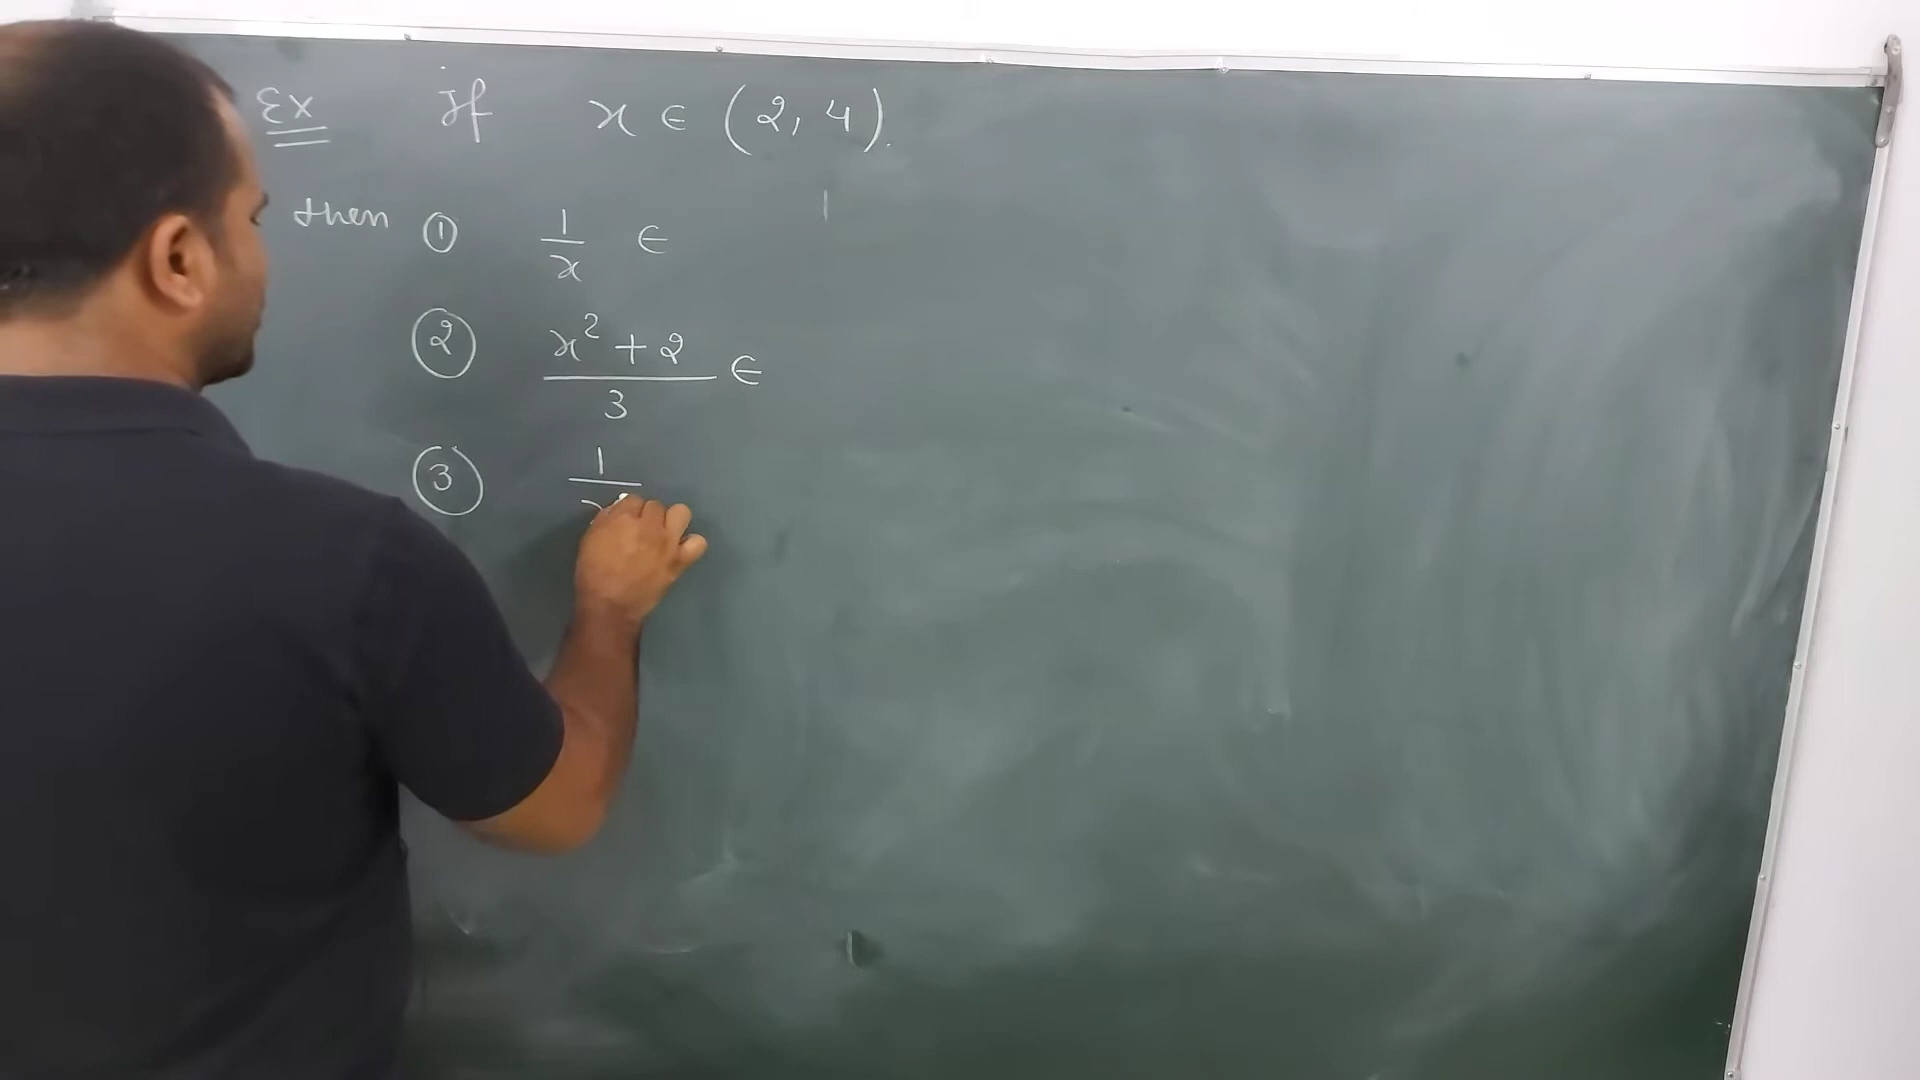 Ex if x ∈ (2, 4).
then ① 1/x ∈
② (x² + 2)/3 ∈
③ 1/x